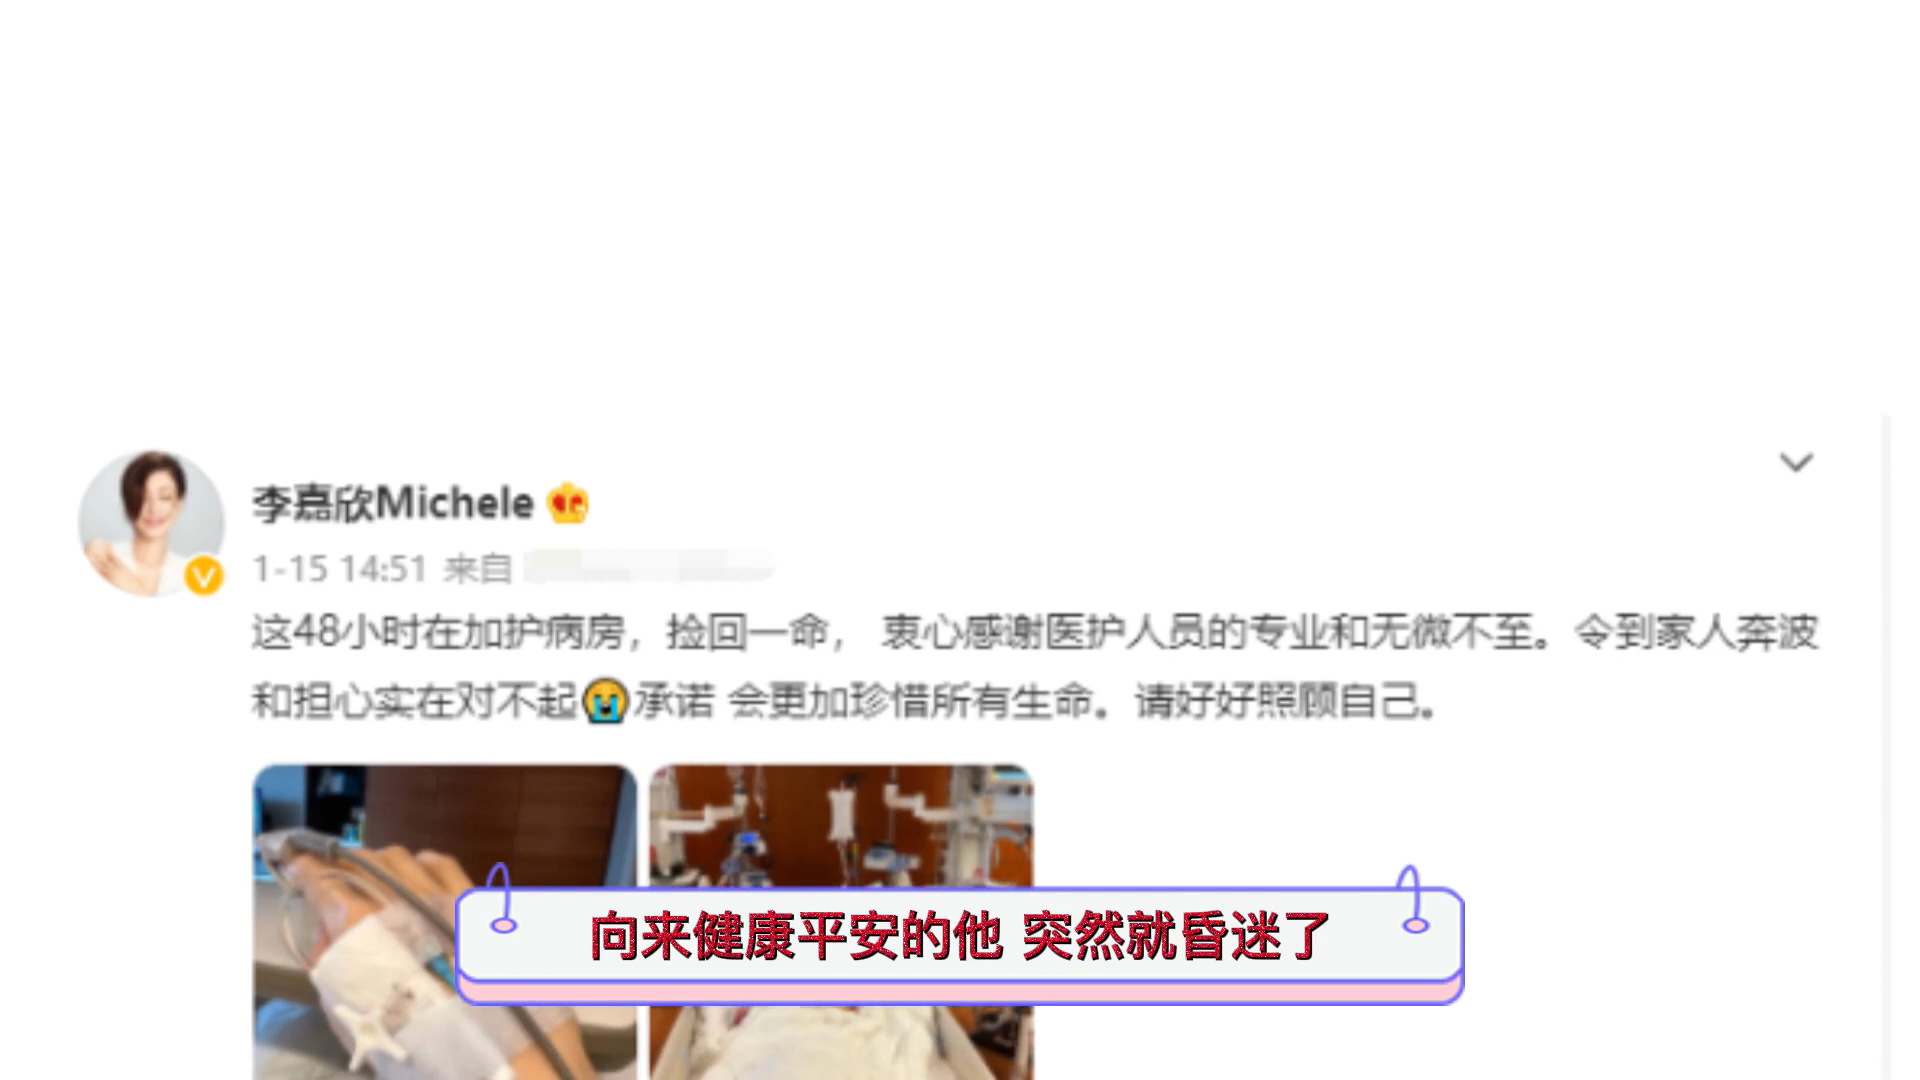 李嘉欣Michele
1-15 14:51 来自
这48小时在加护病房，捡回一命， 衷心感谢医护人员的专业和无微不至。令到家人奔波
和担心实在对不起😭承诺 会更加珍惜所有生命。请好好照顾自己。
向来健康平安的他 突然就昏迷了